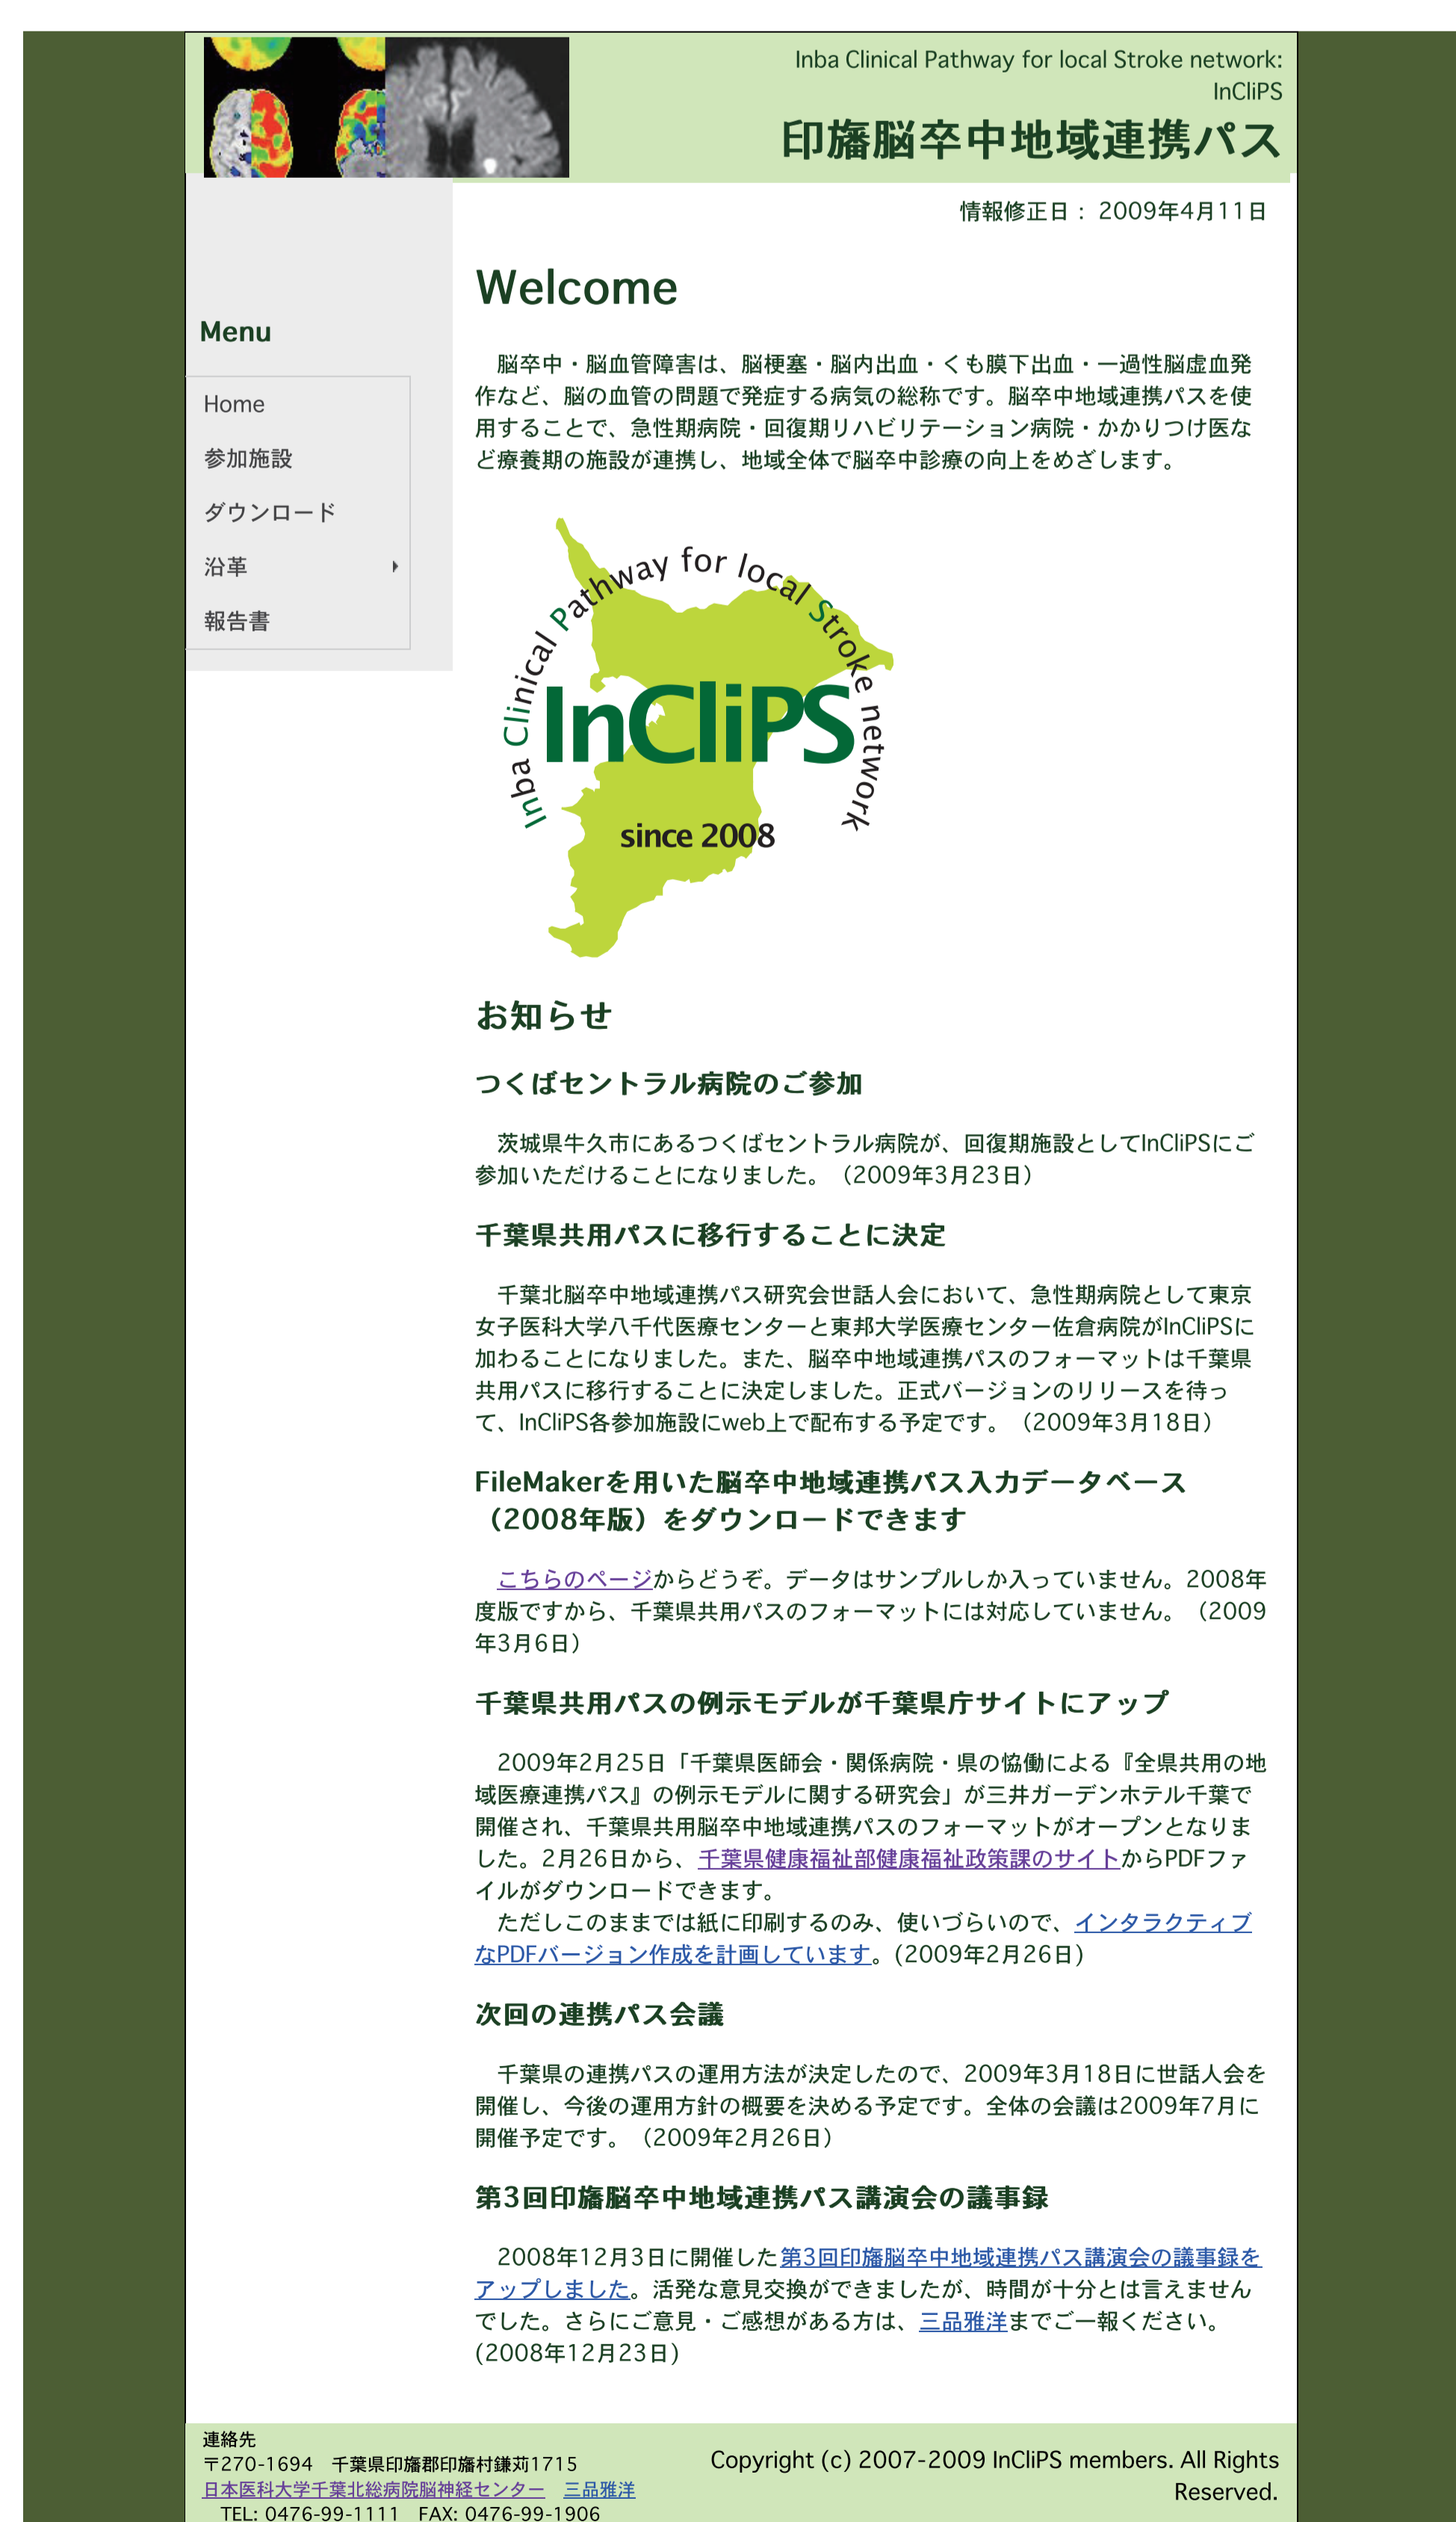 Inba Clinical Pathway for local Stroke network:
InCliPS
印旛脳卒中地域連携パス
情報修正日： 2009年4月11日
Menu
Home
参加施設
ダウンロード
沿革
報告書
Welcome
脳卒中・脳血管障害は、脳梗塞・脳内出血・くも膜下出血・一過性脳虚血発
作など、脳の血管の問題で発症する病気の総称です。脳卒中地域連携パスを使
用することで、急性期病院・回復期リハビリテーション病院・かかりつけ医な
ど療養期の施設が連携し、地域全体で脳卒中診療の向上をめざします。
Inba Clinical Pathway for local Stroke network
InCliPS
since 2008
お知らせ
つくばセントラル病院のご参加
茨城県牛久市にあるつくばセントラル病院が、回復期施設としてInCliPSにご
参加いただけることになりました。（2009年3月23日）
千葉県共用パスに移行することに決定
千葉北脳卒中地域連携パス研究会世話人会において、急性期病院として東京
女子医科大学八千代医療センターと東邦大学医療センター佐倉病院がInCliPSに
加わることになりました。また、脳卒中地域連携パスのフォーマットは千葉県
共用パスに移行することに決定しました。正式バージョンのリリースを待っ
て、InCliPS各参加施設にweb上で配布する予定です。（2009年3月18日）
FileMakerを用いた脳卒中地域連携パス入力データベース
（2008年版）をダウンロードできます
こちらのページからどうぞ。データはサンプルしか入っていません。2008年
度版ですから、千葉県共用パスのフォーマットには対応していません。（2009
年3月6日）
千葉県共用パスの例示モデルが千葉県庁サイトにアップ
2009年2月25日「千葉県医師会・関係病院・県の恊働による『全県共用の地
域医療連携パス』の例示モデルに関する研究会」が三井ガーデンホテル千葉で
開催され、千葉県共用脳卒中地域連携パスのフォーマットがオープンとなりま
した。2月26日から、千葉県健康福祉部健康福祉政策課のサイトからPDFファ
イルがダウンロードできます。
ただしこのままでは紙に印刷するのみ、使いづらいので、インタラクティブ
なPDFバージョン作成を計画しています。(2009年2月26日)
次回の連携パス会議
千葉県の連携パスの運用方法が決定したので、2009年3月18日に世話人会を
開催し、今後の運用方針の概要を決める予定です。全体の会議は2009年7月に
開催予定です。（2009年2月26日）
第3回印旛脳卒中地域連携パス講演会の議事録
2008年12月3日に開催した第3回印旛脳卒中地域連携パス講演会の議事録を
アップしました。活発な意見交換ができましたが、時間が十分とは言えません
でした。さらにご意見・ご感想がある方は、三品雅洋までご一報ください。
(2008年12月23日)
連絡先
〒270-1694　千葉県印旛郡印旛村鎌苅1715
日本医科大学千葉北総病院脳神経センター　三品雅洋
TEL: 0476-99-1111　FAX: 0476-99-1906
Copyright (c) 2007-2009 InCliPS members. All Rights
Reserved.